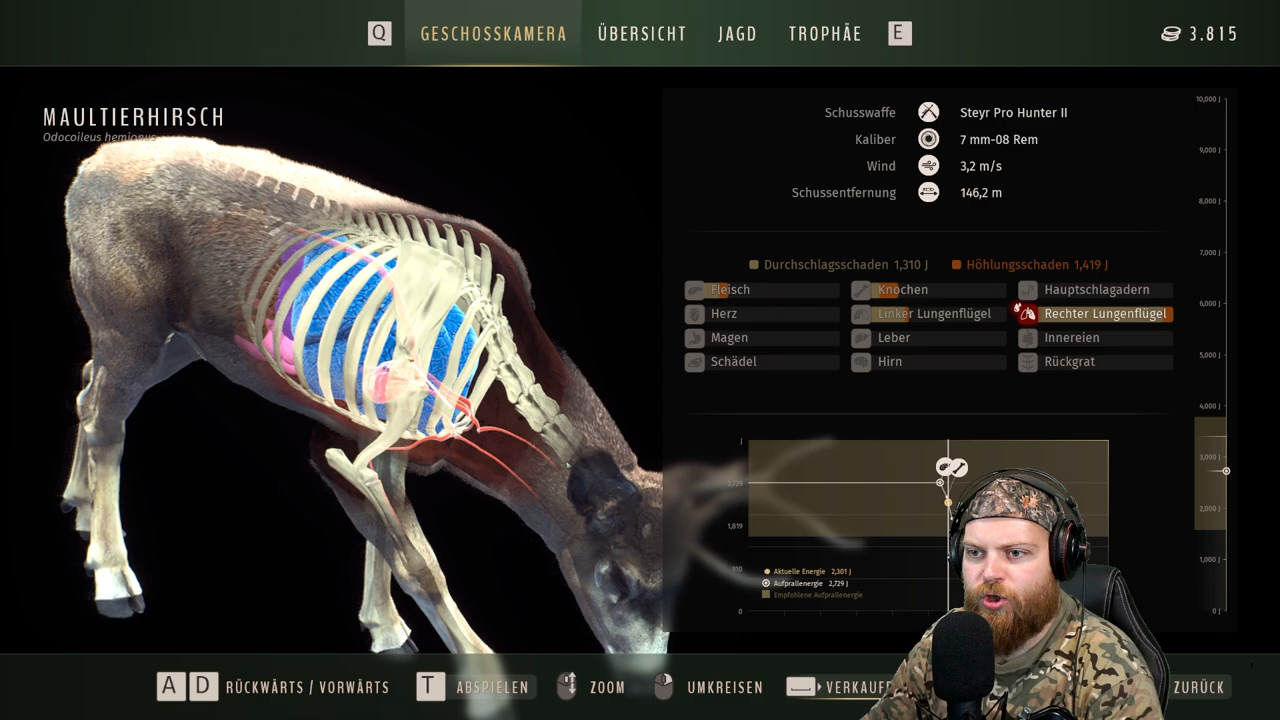 Q GESCHOSSKAMERA ÜBERSICHT JAGD TROPHÄE E 3.815
MAULTIERHIRSCH
Odocoileus hemionus
Schusswaffe Steyr Pro Hunter II
Kaliber 7 mm-08 Rem
Wind 3,2 m/s
Schussentfernung 146,2 m
Durchschlagsschaden 1,310 J Höhlungsschaden 1,419 J
Fleisch Knochen Hauptschlagadern
Herz Linker Lungenflügel Rechter Lungenflügel
Magen Leber Innereien
Schädel Hirn Rückgrat
10,000 J
9,000 J
8,000 J
7,000 J
6,000 J
5,000 J
4,000 J
3,000 J
2,000 J
1,000 J
0 J
J
2,729
1,819
910
0
Aktuelle Energie 2,301 J
Aufprallenergie 2,729 J
Empfohlene Aufprallenergie
A D RÜCKWÄRTS / VORWÄRTS T ABSPIELEN ZOOM UMKREISEN VERKAUF ZURÜCK